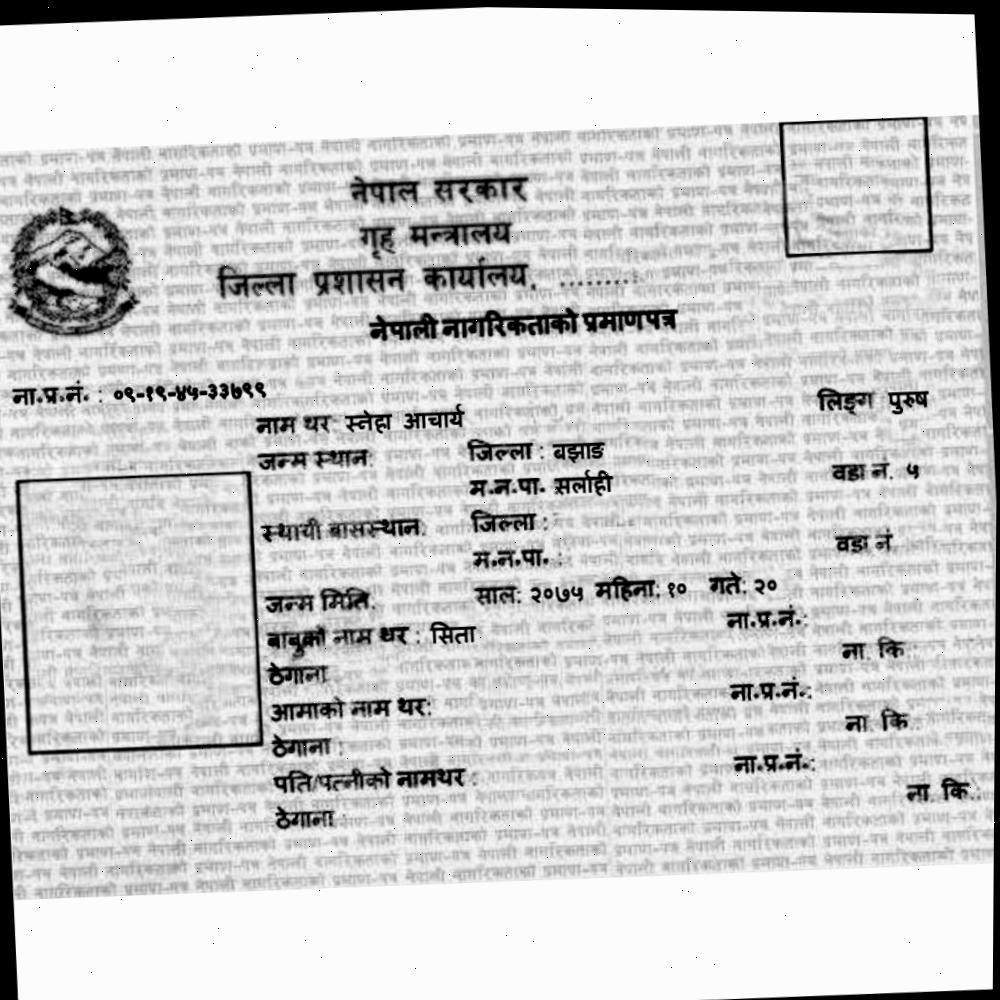 नेपाल सरकार
गृह मन्त्रालय
जिल्ला प्रशासन कार्यालय, .........
नेपाली नागरिकताको प्रमाणपत्र
ना.प्र.नं. : ०९-१९-४५-३३७९९
लिङ्ग पुरुष
नाम थर: स्नेहा आचार्य
जन्म स्थान: जिल्ला : बझाङ
म.न.पा. सर्लाही वडा नं. ५
स्थायी बासस्थान: जिल्ला :
म.न.पा. : वडा नं
जन्म मिति: साल: २०७५ महिना: १० गते: २०
बाबुको नाम थर : सिता ना.प्र.नं.:
ठेगाना ना. कि.:
आमाको नाम थर: ना.प्र.नं.:
ठेगाना : ना. कि.:
पति/पत्नीको नामथर : ना.प्र.नं.:
ठेगाना : ना. कि.: